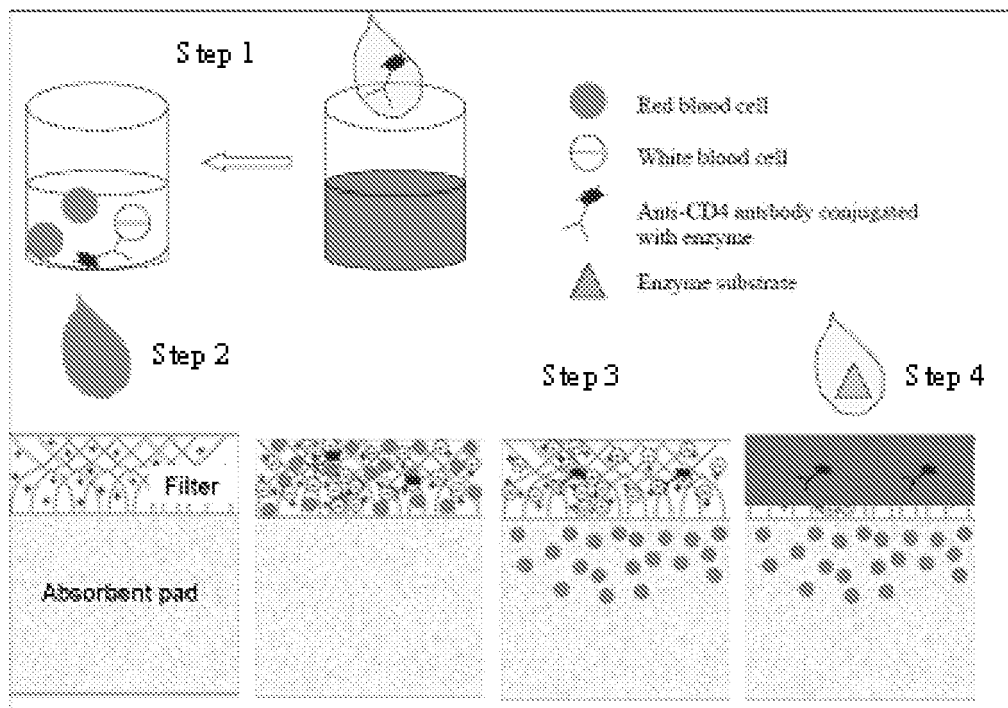 Step 1
Red blood cell
White blood cell
Anti-CD4 antibody conjugated
with enzyme
Enzyme substrate
Step 2
Step 3
Step 4
Filter
Absorbent pad